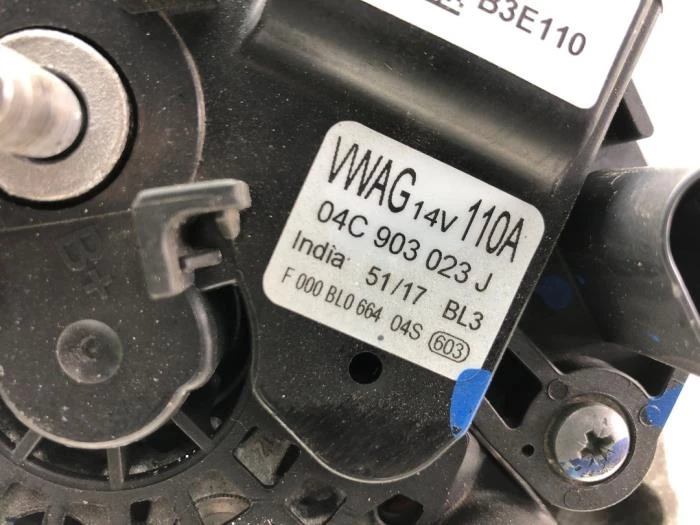 B3E110
VWAG 14V 110A
04C 903 023 J
India 51/17 BL3
F 000 BL0 664 04S 603
B+